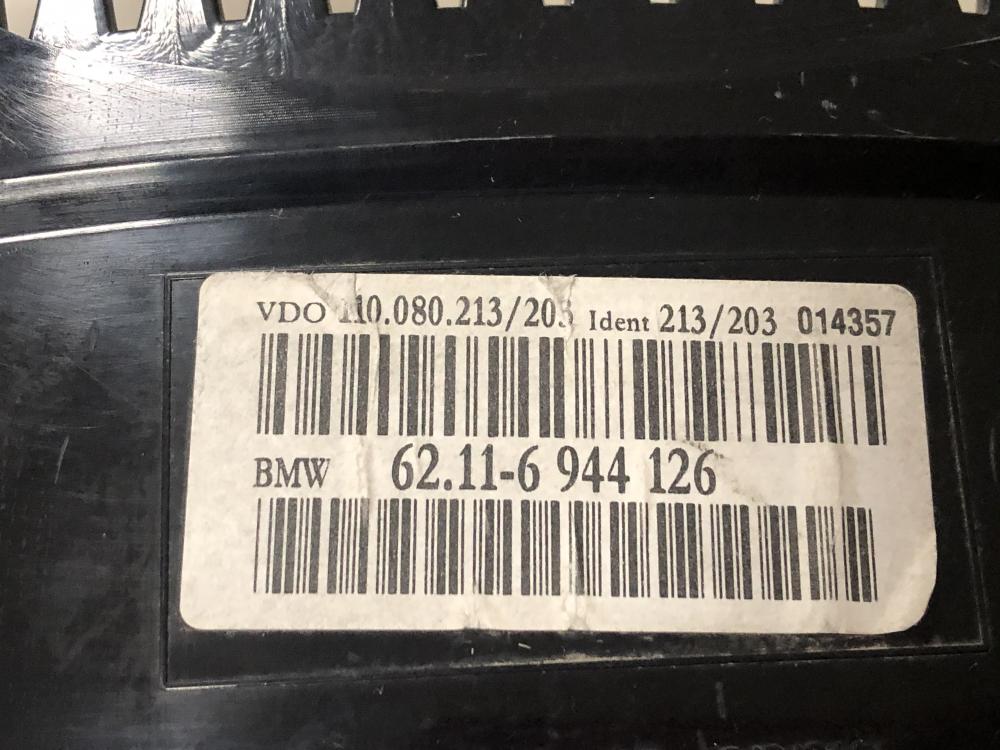 VDO 110.080.213/203 Ident 213/203 014357
BMW 62.11-6 944 126